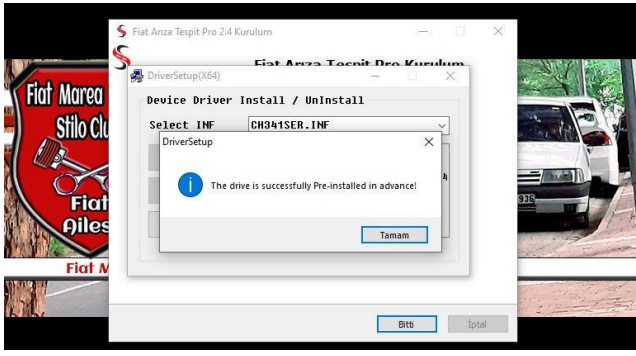 Fiat Arıza Tespit Pro 2.4 Kurulum
Fiat Arıza Tespit Pro Kurulum
DriverSetup(X64)
Device Driver Install / UnInstall
Select INF
CH341SER.INF
DriverSetup
The drive is successfully Pre-installed in advance!
Tamam
Bitti
İptal
Fiat Marea
Stilo Clu
Fiat
Ailes
Fiat M